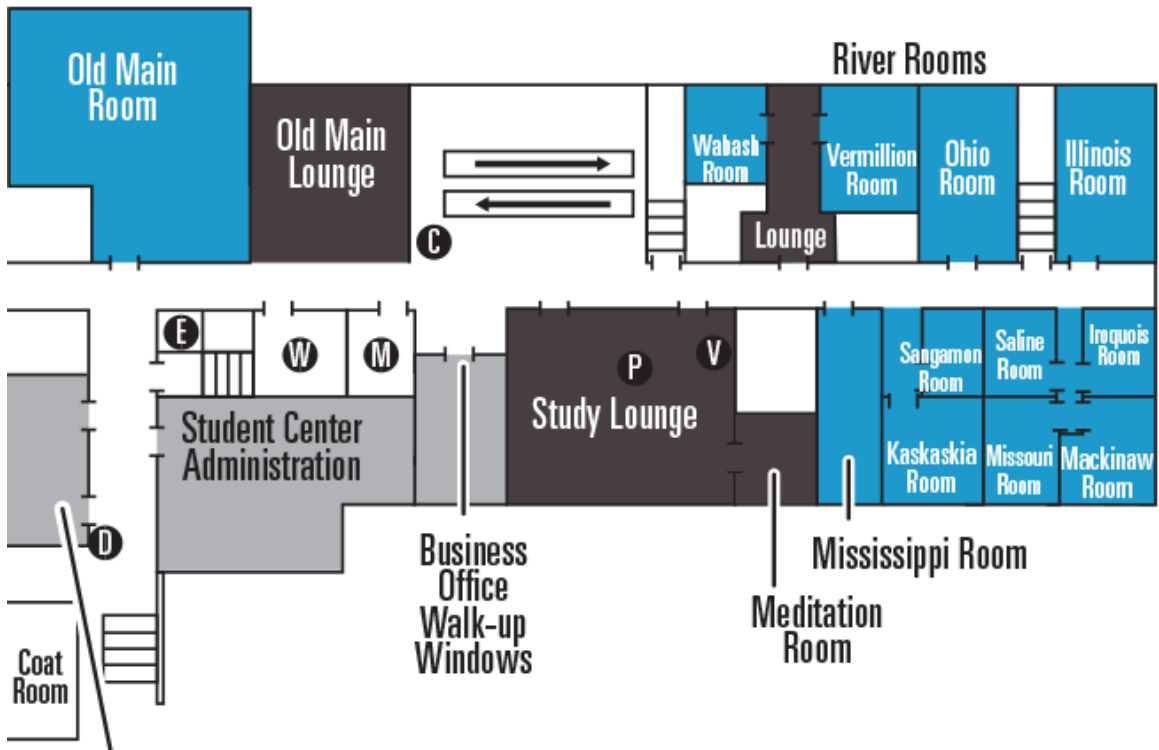 River Rooms
Old Main
Room
Old Main
Lounge
Wabash
Room
Vermillion
Room
Ohio
Room
Illinois
Room
Lounge
C
E
W
M
V
P
Study Lounge
Sangamon
Room
Saline
Room
Iroquois
Room
Student Center
Administration
Kaskaskia
Room
Missouri
Room
Mackinaw
Room
D
Business
Office
Walk-up
Windows
Mississippi Room
Meditation
Room
Coat
Room